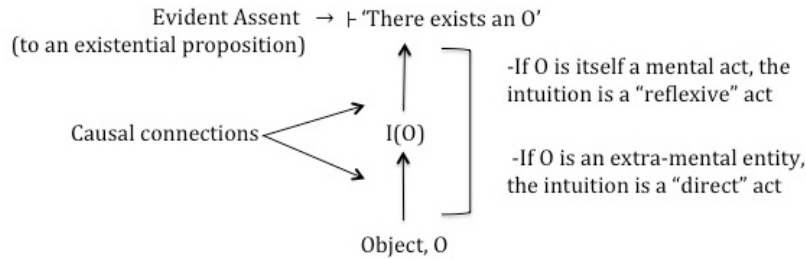 Evident Assent → ⊢ 'There exists an O'
(to an existential proposition)
-If O is itself a mental act, the
intuition is a “reflexive” act
Causal connections
I(O)
-If O is an extra-mental entity,
the intuition is a “direct” act
Object, O